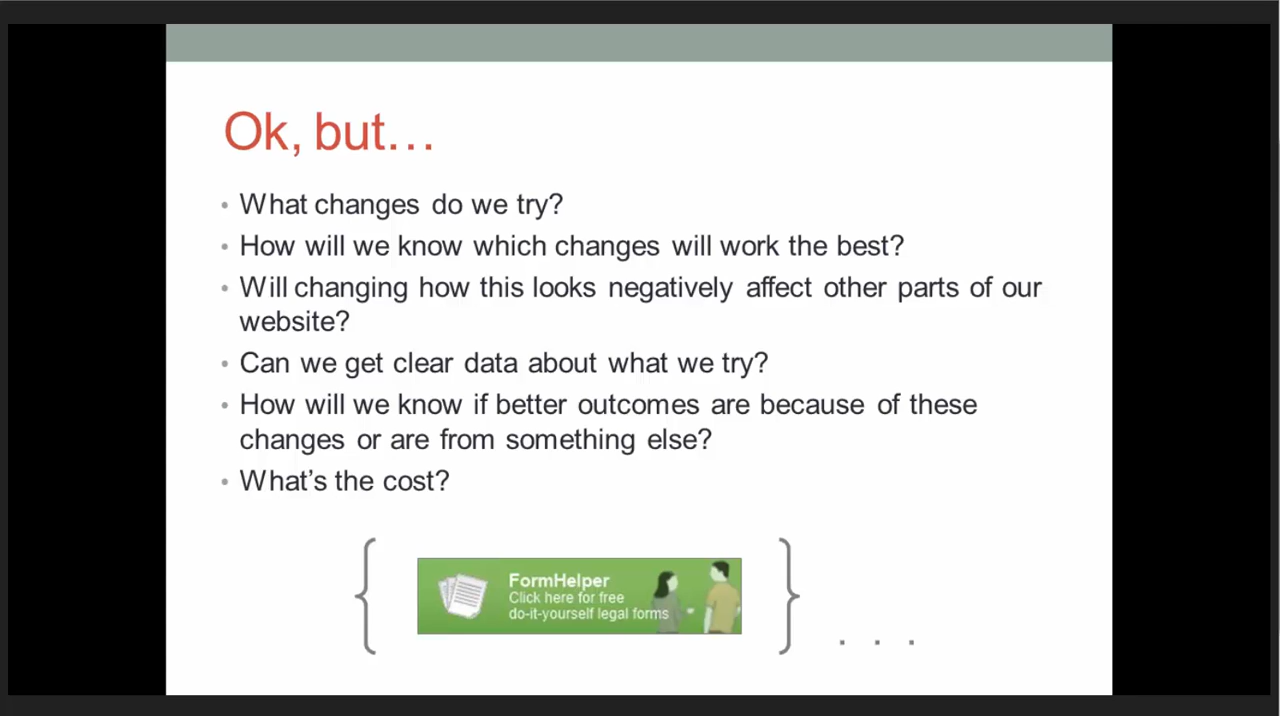 Ok, but…
• What changes do we try?
• How will we know which changes will work the best?
• Will changing how this looks negatively affect other parts of our
website?
• Can we get clear data about what we try?
• How will we know if better outcomes are because of these
changes or are from something else?
• What’s the cost?
{ FormHelper
Click here for free
do-it-yourself legal forms } . . .